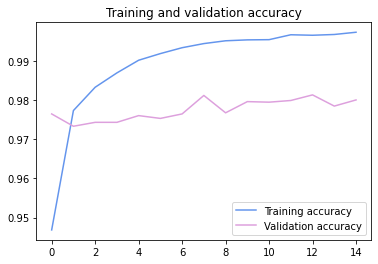 Training and validation accuracy
0.99
0.98
0.97
0.96
0.95
Training accuracy
Validation accuracy
0 2 4 6 8 10 12 14